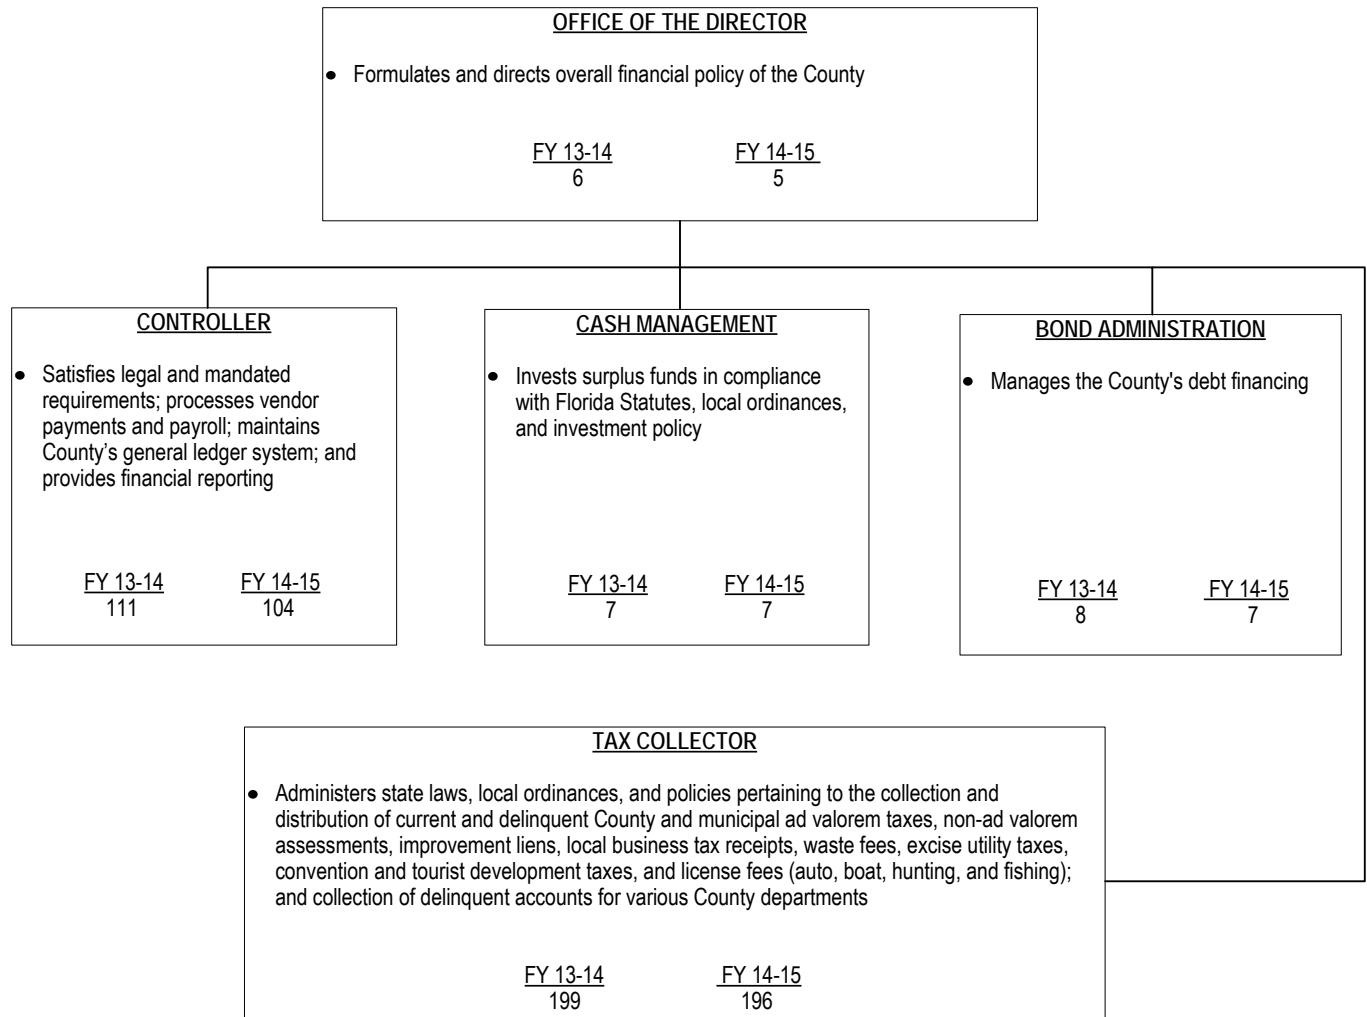 OFFICE OF THE DIRECTOR
• Formulates and directs overall financial policy of the County
FY 13-14 FY 14-15
6 5
CONTROLLER
• Satisfies legal and mandated
requirements; processes vendor
payments and payroll; maintains
County’s general ledger system; and
provides financial reporting
FY 13-14 FY 14-15
111 104
CASH MANAGEMENT
• Invests surplus funds in compliance
with Florida Statutes, local ordinances,
and investment policy
FY 13-14 FY 14-15
7 7
BOND ADMINISTRATION
• Manages the County's debt financing
FY 13-14 FY 14-15
8 7
TAX COLLECTOR
• Administers state laws, local ordinances, and policies pertaining to the collection and
distribution of current and delinquent County and municipal ad valorem taxes, non-ad valorem
assessments, improvement liens, local business tax receipts, waste fees, excise utility taxes,
convention and tourist development taxes, and license fees (auto, boat, hunting, and fishing);
and collection of delinquent accounts for various County departments
FY 13-14 FY 14-15
199 196